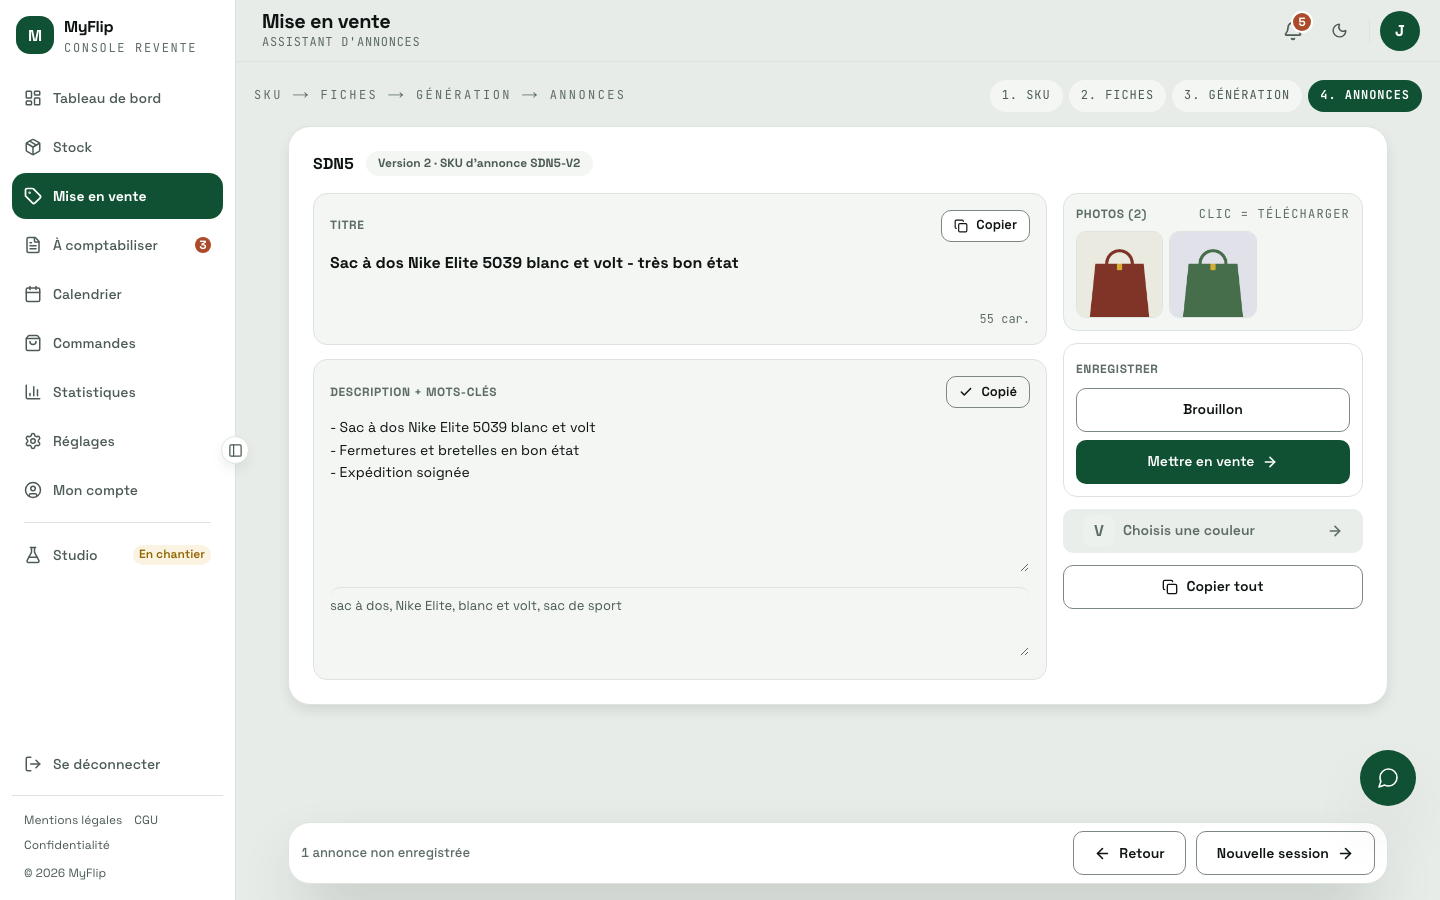 M
MyFlip
CONSOLE REVENTE
Tableau de bord
Stock
Mise en vente
À comptabiliser
3
Calendrier
Commandes
Statistiques
Réglages
Mon compte
Studio
En chantier
Se déconnecter
Mentions légales CGU
Confidentialité
© 2026 MyFlip
Mise en vente
ASSISTANT D'ANNONCES
5
J
SKU → FICHES → GÉNÉRATION → ANNONCES
1. SKU
2. FICHES
3. GÉNÉRATION
4. ANNONCES
SDN5
Version 2 · SKU d'annonce SDN5-V2
TITRE
Copier
Sac à dos Nike Elite 5039 blanc et volt - très bon état
55 car.
DESCRIPTION + MOTS-CLÉS
Copié
- Sac à dos Nike Elite 5039 blanc et volt
- Fermetures et bretelles en bon état
- Expédition soignée
sac à dos, Nike Elite, blanc et volt, sac de sport
PHOTOS (2)
CLIC = TÉLÉCHARGER
ENREGISTRER
Brouillon
Mettre en vente →
V Choisis une couleur →
Copier tout
1 annonce non enregistrée
← Retour
Nouvelle session →